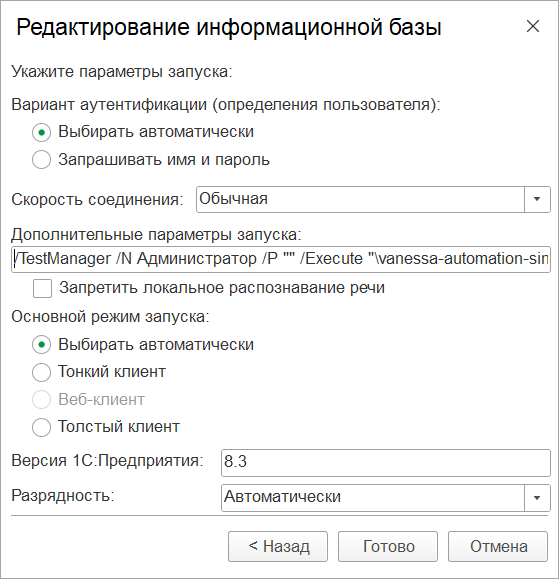 Редактирование информационной базы
Укажите параметры запуска:
Вариант аутентификации (определения пользователя):
Выбирать автоматически
Запрашивать имя и пароль
Скорость соединения: Обычная
Дополнительные параметры запуска:
/TestManager /N Администратор /P "" /Execute "\vanessa-automation-sin
Запретить локальное распознавание речи
Основной режим запуска:
Выбирать автоматически
Тонкий клиент
Веб-клиент
Толстый клиент
Версия 1С:Предприятия: 8.3
Разрядность: Автоматически
< Назад Готово Отмена